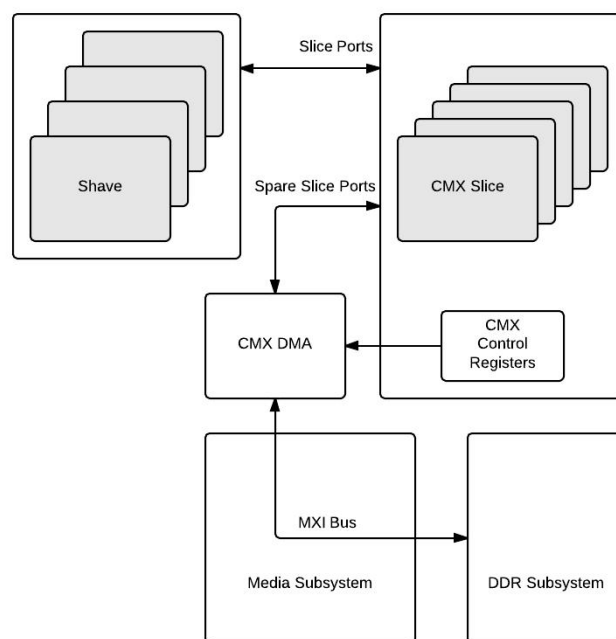 Slice Ports
Shave
CMX Slice
Spare Slice Ports
CMX DMA
CMX
Control
Registers
MXI Bus
Media Subsystem
DDR Subsystem